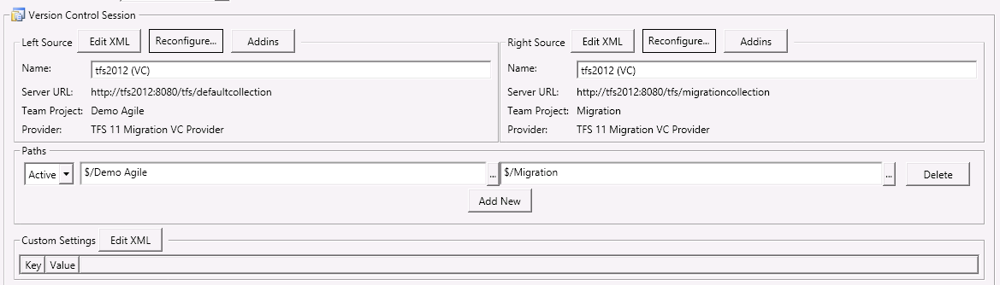 Version Control Session
Left Source Edit XML Reconfigure... Addins
Name: tfs2012 (VC)
Server URL: http://tfs2012:8080/tfs/defaultcollection
Team Project: Demo Agile
Provider: TFS 11 Migration VC Provider
Right Source Edit XML Reconfigure... Addins
Name: tfs2012 (VC)
Server URL: http://tfs2012:8080/tfs/migrationcollection
Team Project: Migration
Provider: TFS 11 Migration VC Provider
Paths
Active $/Demo Agile ... $/Migration ... Delete
Add New
Custom Settings Edit XML
Key Value